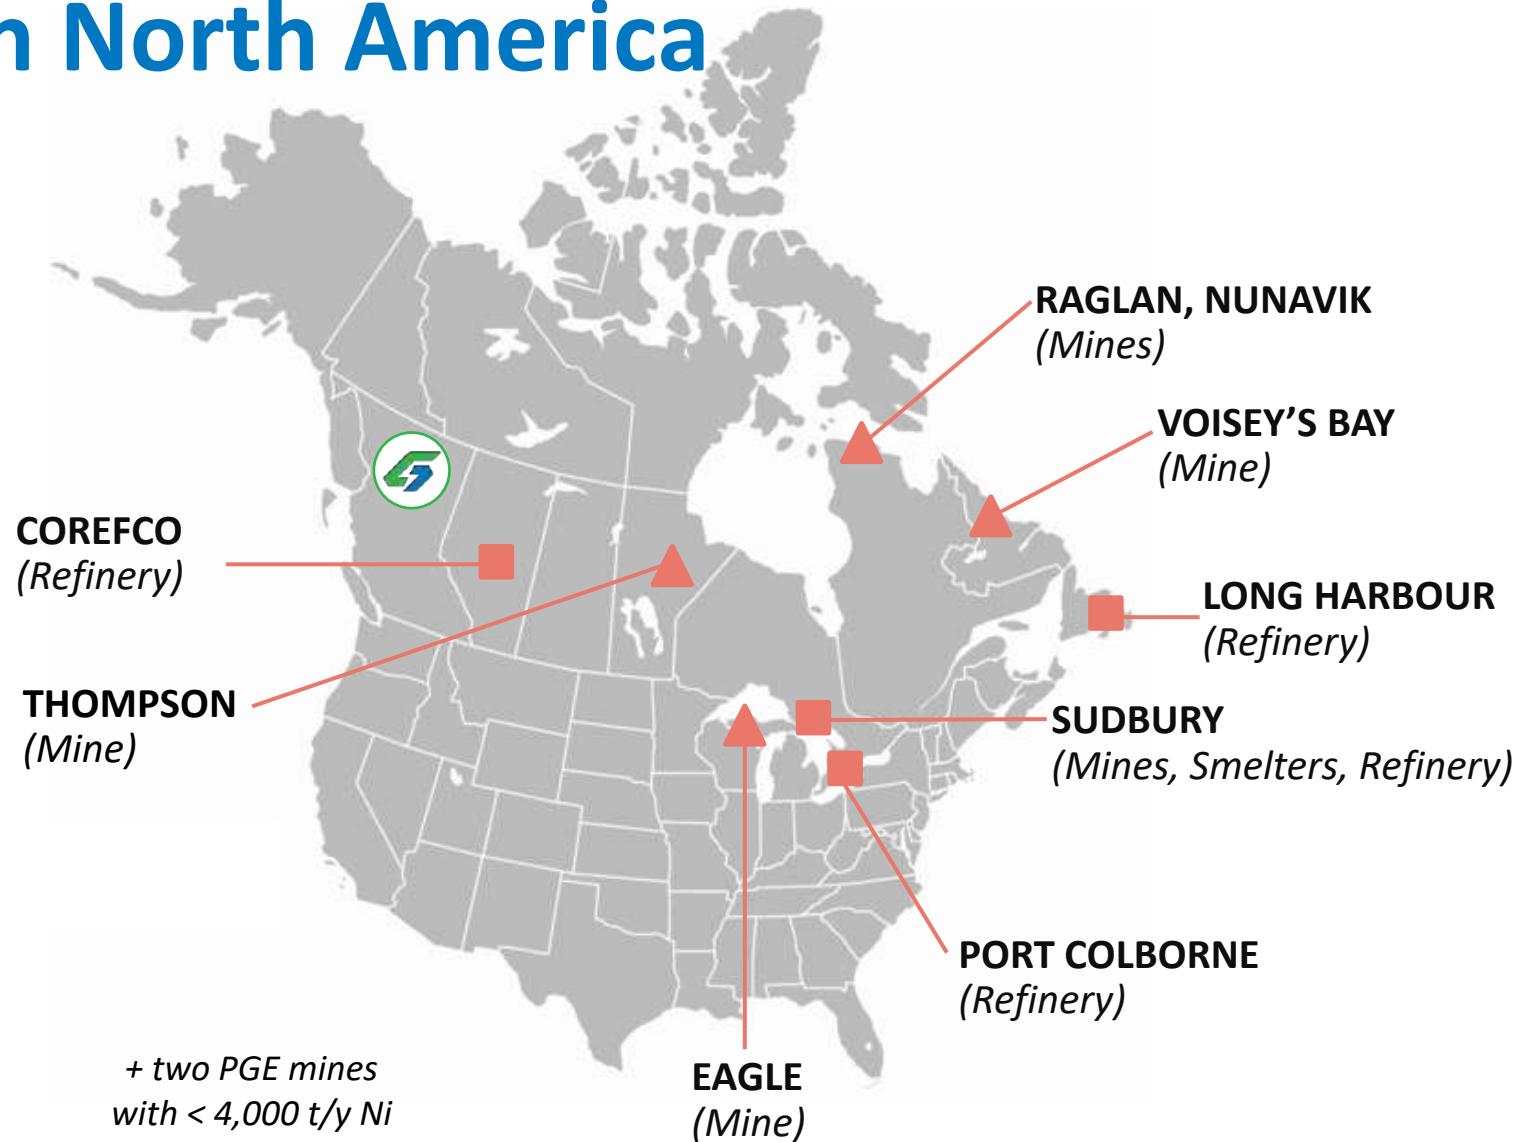 n North America
RAGLAN, NUNAVIK
(Mines)
VOISEY’S BAY
(Mine)
COREFCO
(Refinery)
LONG HARBOUR
(Refinery)
THOMPSON
(Mine)
SUDBURY
(Mines, Smelters, Refinery)
PORT COLBORNE
(Refinery)
+ two PGE mines
with < 4,000 t/y Ni
EAGLE
(Mine)